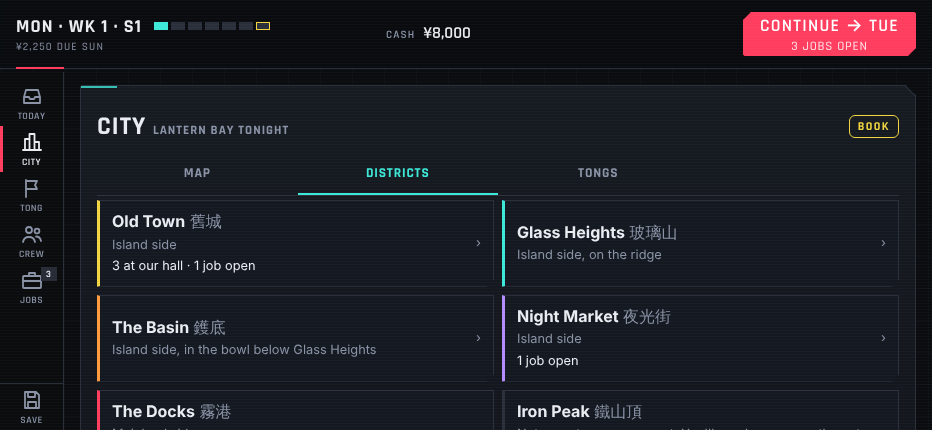 MON · WK 1 · S1
¥2,250 DUE SUN
CASH ¥8,000
CONTINUE → TUE
3 JOBS OPEN
TODAY
CITY
TONG
CREW
3
JOBS
SAVE
CITY LANTERN BAY TONIGHT
BOOK
MAP
DISTRICTS
TONGS
Old Town 舊城
Island side
3 at our hall · 1 job open
Glass Heights 玻璃山
Island side, on the ridge
The Basin 鑊底
Island side, in the bowl below Glass Heights
Night Market 夜光街
Island side
1 job open
The Docks 霧港
Iron Peak 鐵山頂